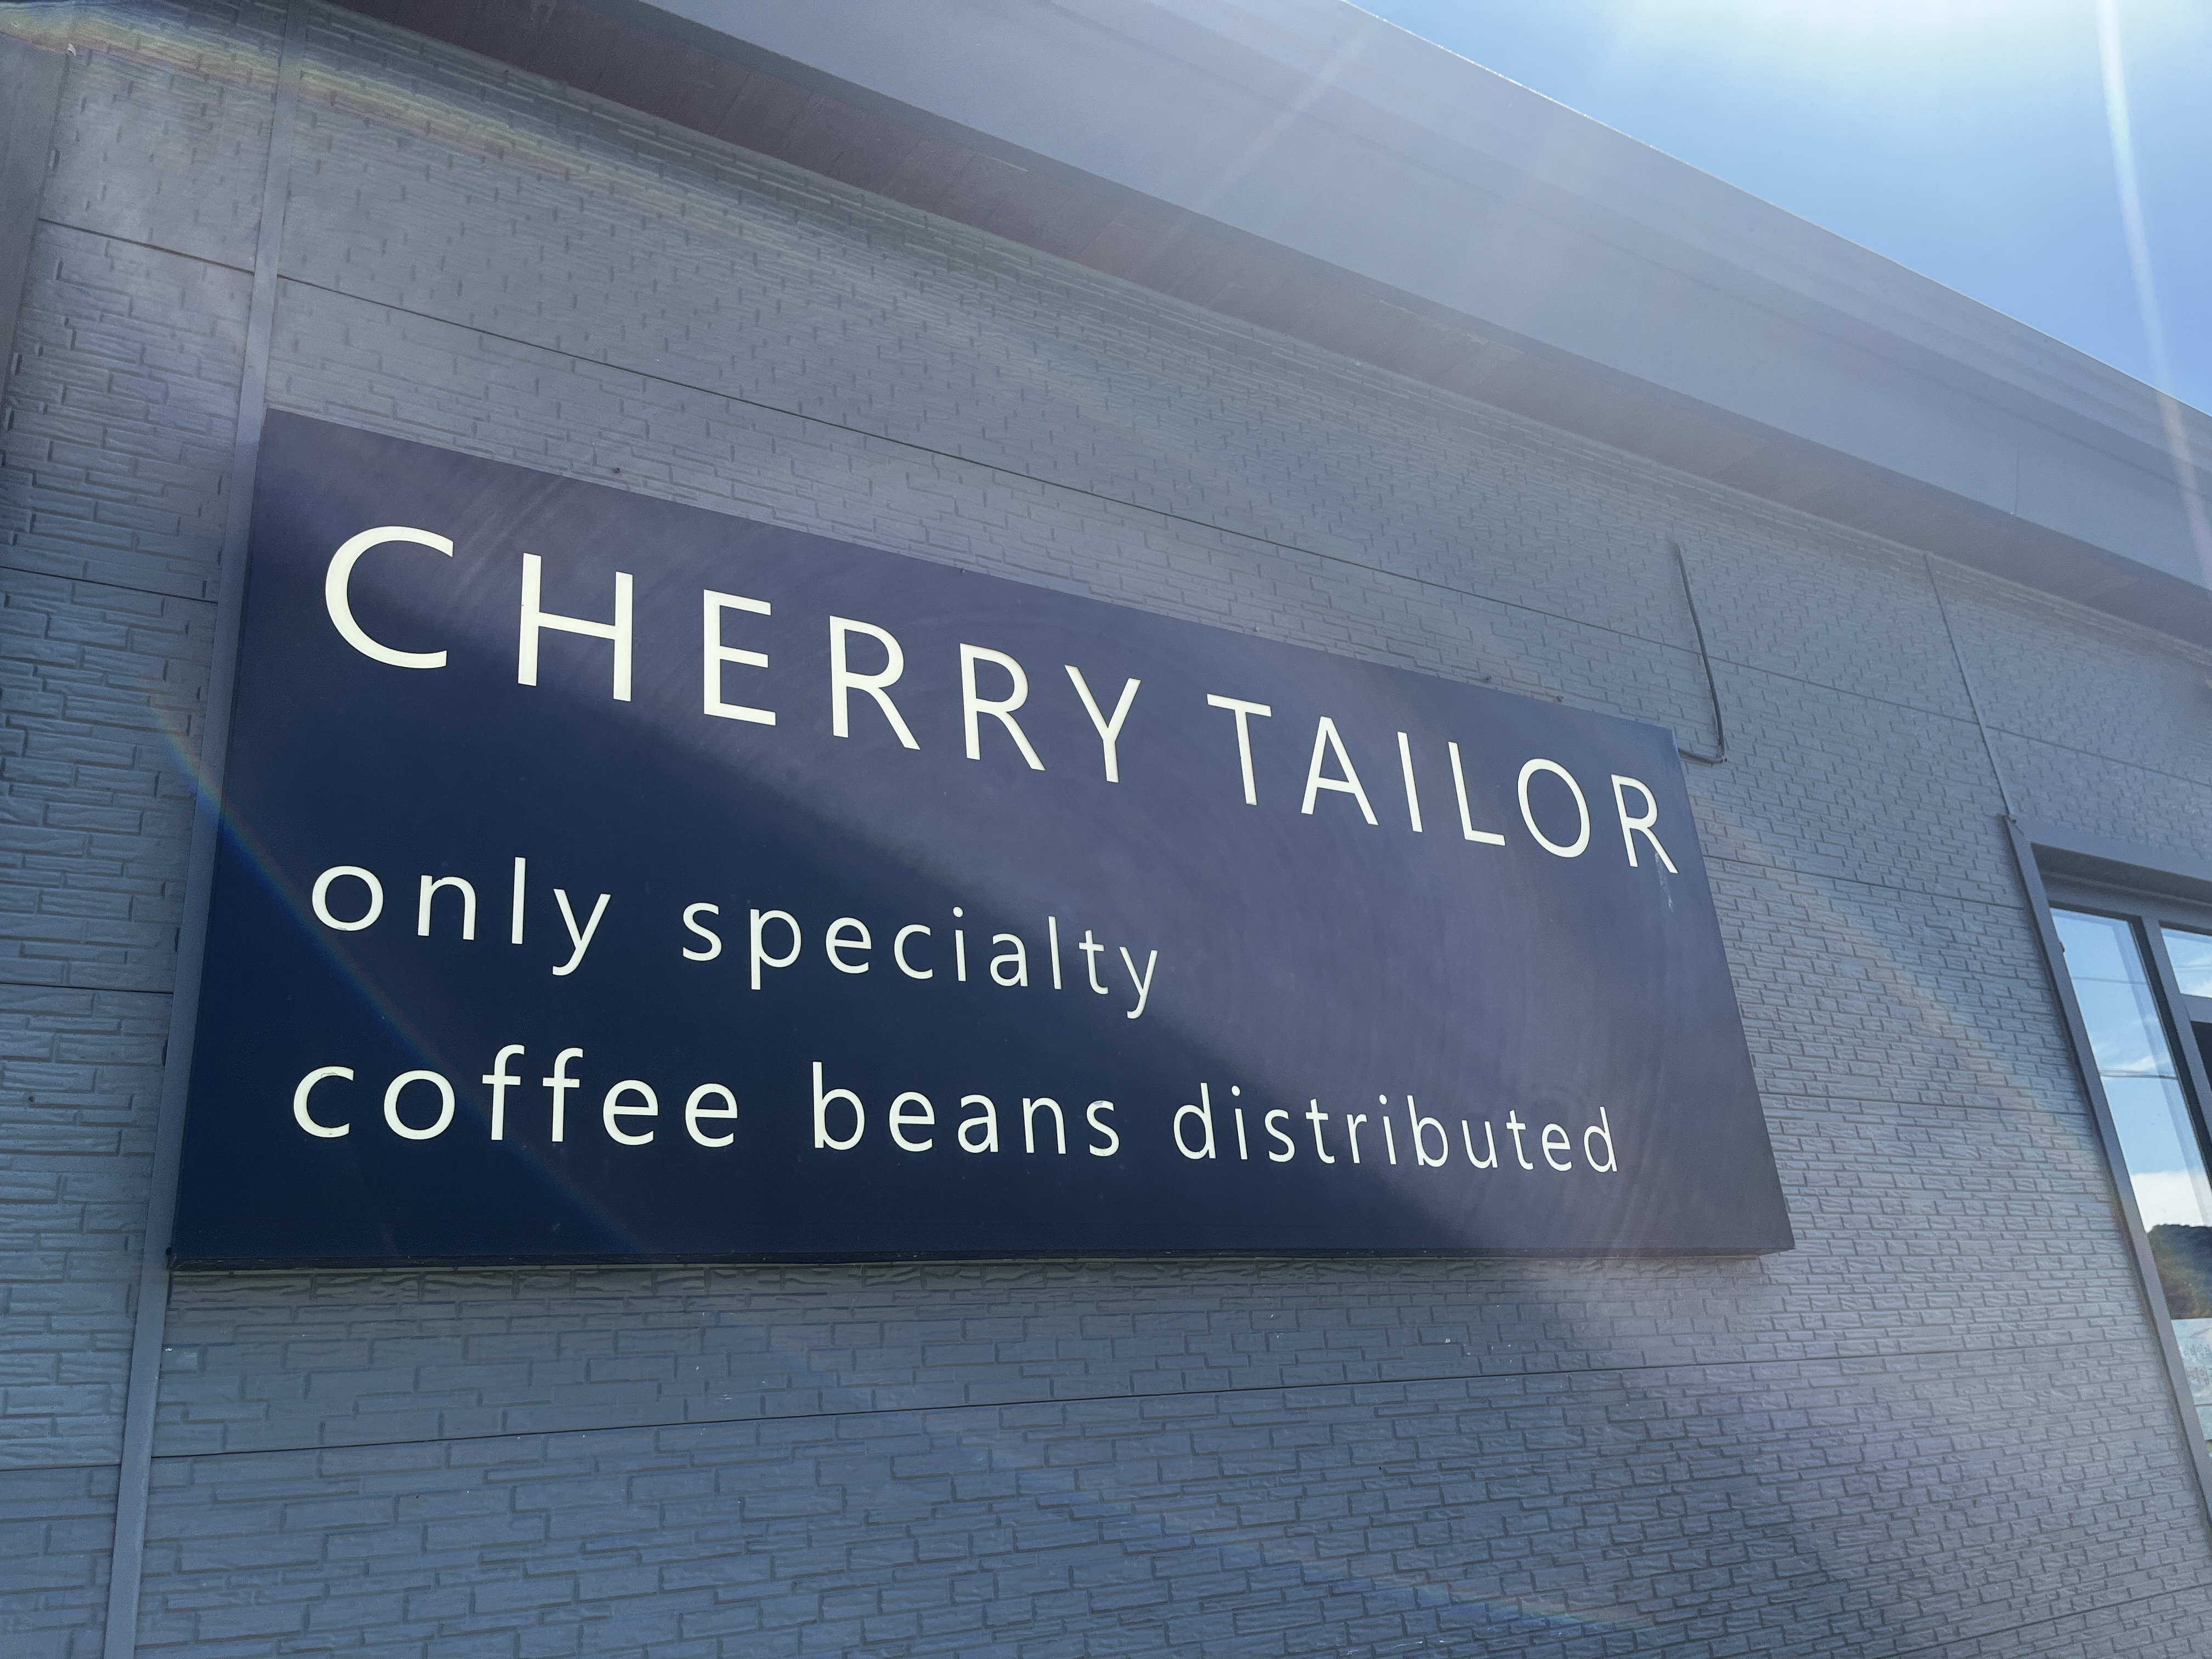 CHERRY TAILOR
only specialty
coffee beans distributed